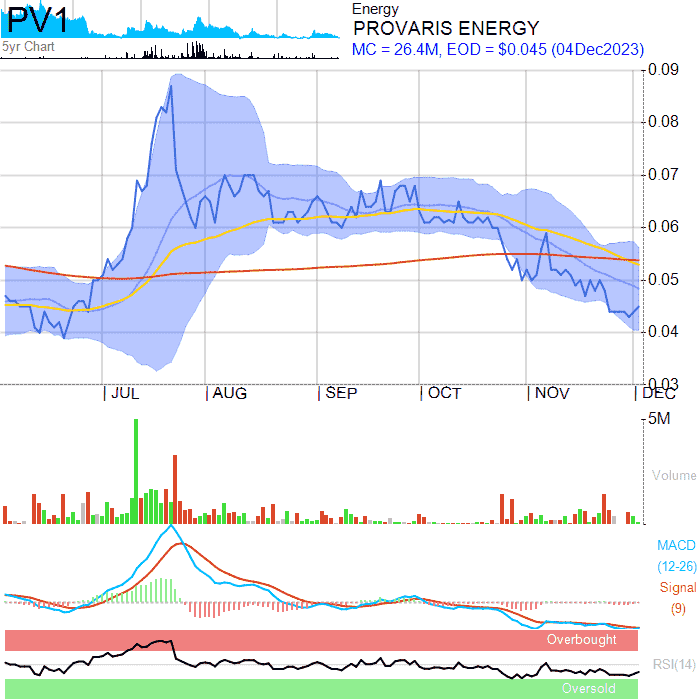 PV1
5yr Chart
Energy
PROVARIS ENERGY
MC = 26.4M, EOD = $0.045 (04Dec2023)
0.09
0.08
0.07
0.06
0.05
0.04
0.03
JUL AUG SEP OCT NOV DEC
5M
Volume
MACD
(12-26)
Signal
(9)
Overbought
RSI(14)
Oversold